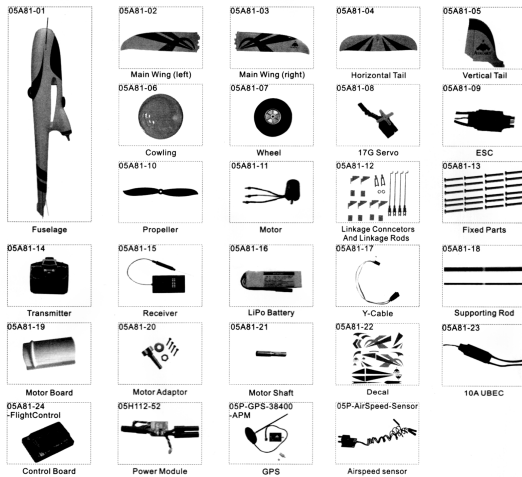 05A81-01
05A81-02
05A81-03
05A81-04
05A81-05
Main Wing (left)
Main Wing (right)
Horizontal Tail
Vertical Tail
05A81-06
05A81-07
05A81-08
05A81-09
Cowling
Wheel
17G Servo
ESC
05A81-10
05A81-11
05A81-12
05A81-13
Fuselage
Propeller
Motor
Linkage Conncetors
And Linkage Rods
Fixed Parts
05A81-14
05A81-15
05A81-16
05A81-17
05A81-18
Transmitter
Receiver
LiPo Battery
Y-Cable
Supporting Rod
05A81-19
05A81-20
05A81-21
05A81-22
05A81-23
Motor Board
Motor Adaptor
Motor Shaft
Decal
10A UBEC
05A81-24
-FlightControl
05H112-52
05P-GPS-38400
-APM
05P-AirSpeed-Sensor
Control Board
Power Module
GPS
Airspeed sensor